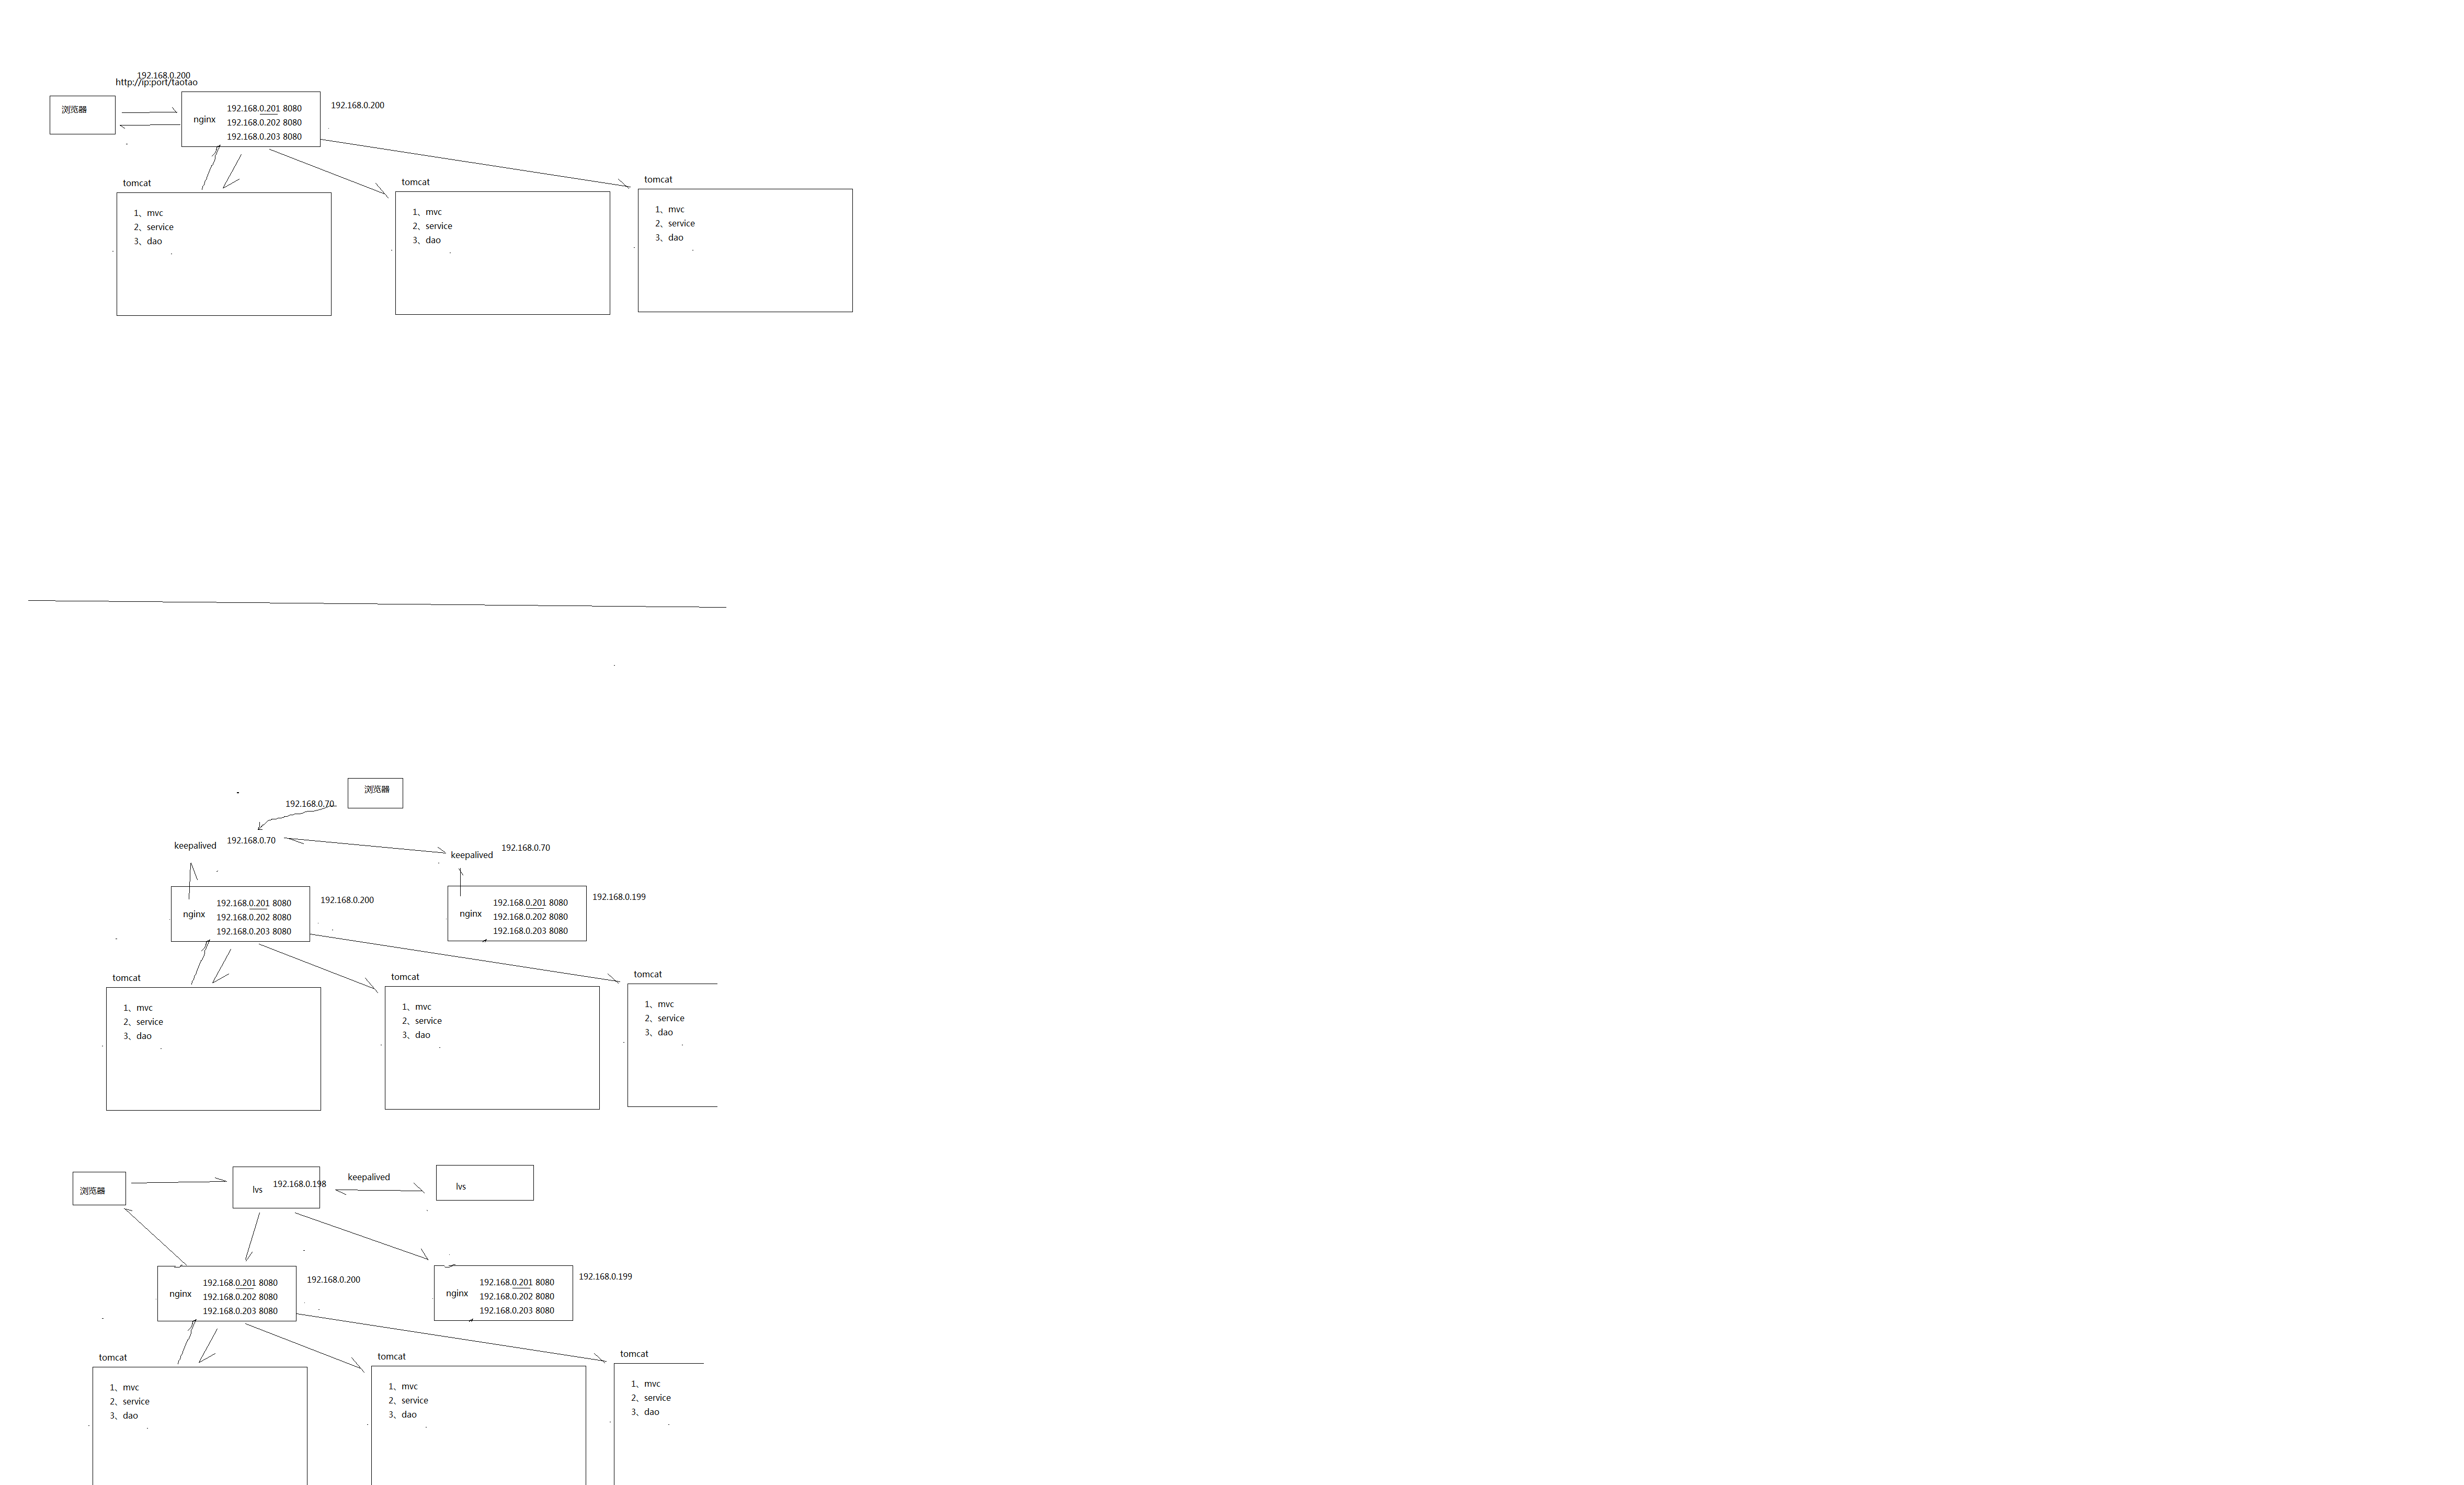 192.168.0.200
http://ip:port/taotao
浏览器
nginx
192.168.0.201 8080
192.168.0.202 8080
192.168.0.203 8080
192.168.0.200
tomcat
1、mvc
2、service
3、dao
tomcat
1、mvc
2、service
3、dao
tomcat
1、mvc
2、service
3、dao
浏览器
192.168.0.70
keepalived
192.168.0.70
keepalived
192.168.0.70
nginx
192.168.0.201 8080
192.168.0.202 8080
192.168.0.203 8080
192.168.0.200
nginx
192.168.0.201 8080
192.168.0.202 8080
192.168.0.203 8080
192.168.0.199
tomcat
1、mvc
2、service
3、dao
tomcat
1、mvc
2、service
3、dao
tomcat
1、mvc
2、service
3、dao
浏览器
lvs
192.168.0.198
keepalived
lvs
nginx
192.168.0.201 8080
192.168.0.202 8080
192.168.0.203 8080
192.168.0.200
nginx
192.168.0.201 8080
192.168.0.202 8080
192.168.0.203 8080
192.168.0.199
tomcat
1、mvc
2、service
3、dao
tomcat
1、mvc
2、service
3、dao
tomcat
1、mvc
2、service
3、dao